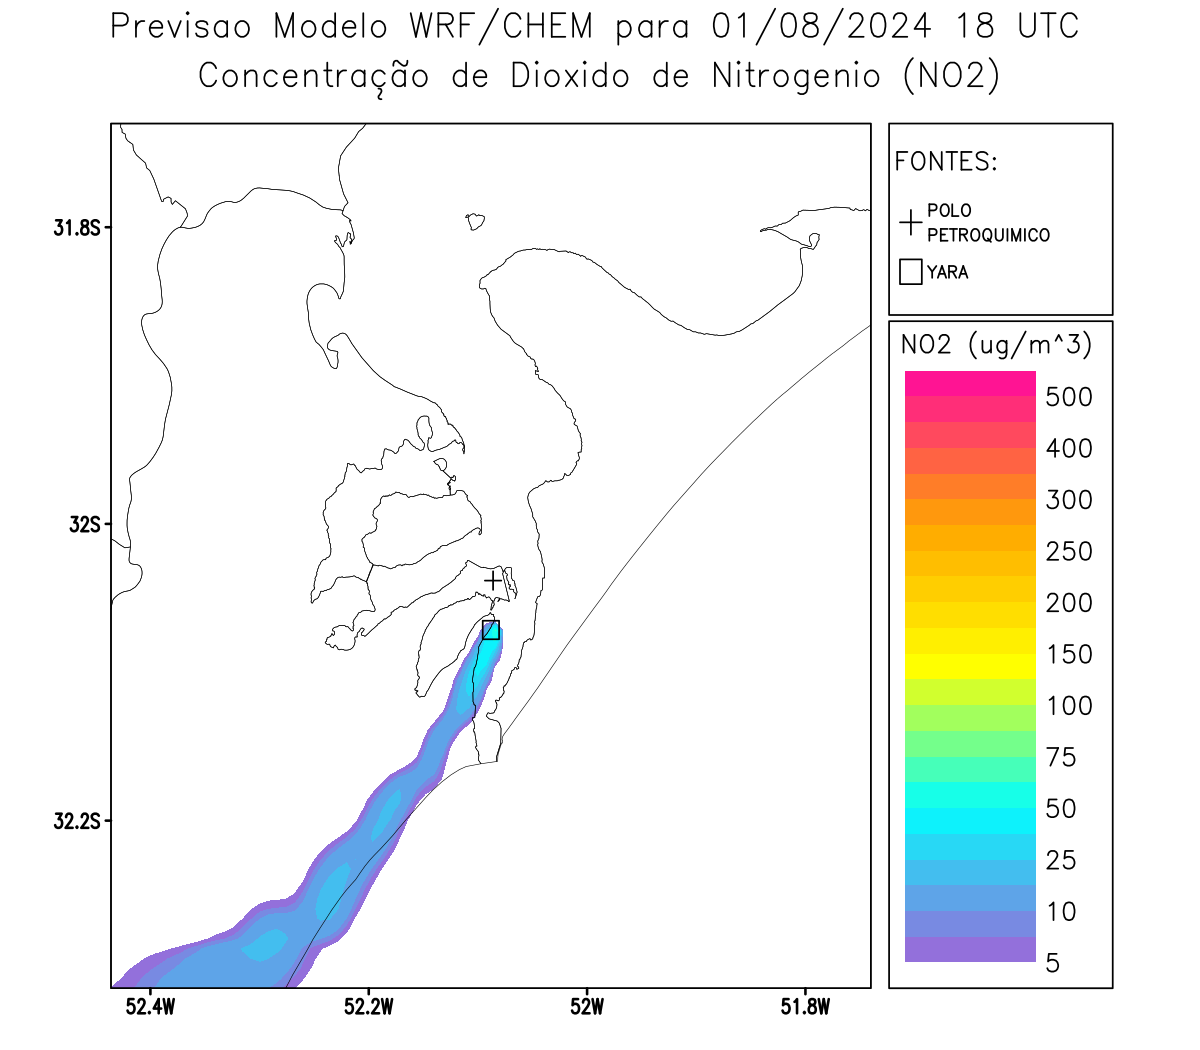 Previsao Modelo WRF/CHEM para 01/08/2024 18 UTC
Concentração de Dioxido de Nitrogenio (NO2)
FONTES:
POLO
PETROQUIMICO
YARA
NO2 (ug/m^3)
500
400
300
250
200
150
100
75
50
25
10
5
31.8S
32S
32.2S
52.4W
52.2W
52W
51.8W